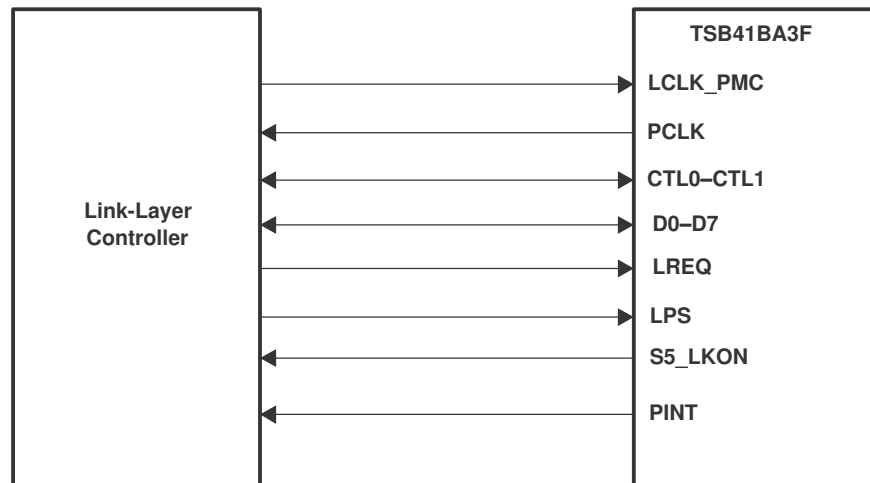 TSB41BA3F
LCLK_PMC
PCLK
CTL0–CTL1
Link-Layer
Controller
D0–D7
LREQ
LPS
S5_LKON
PINT